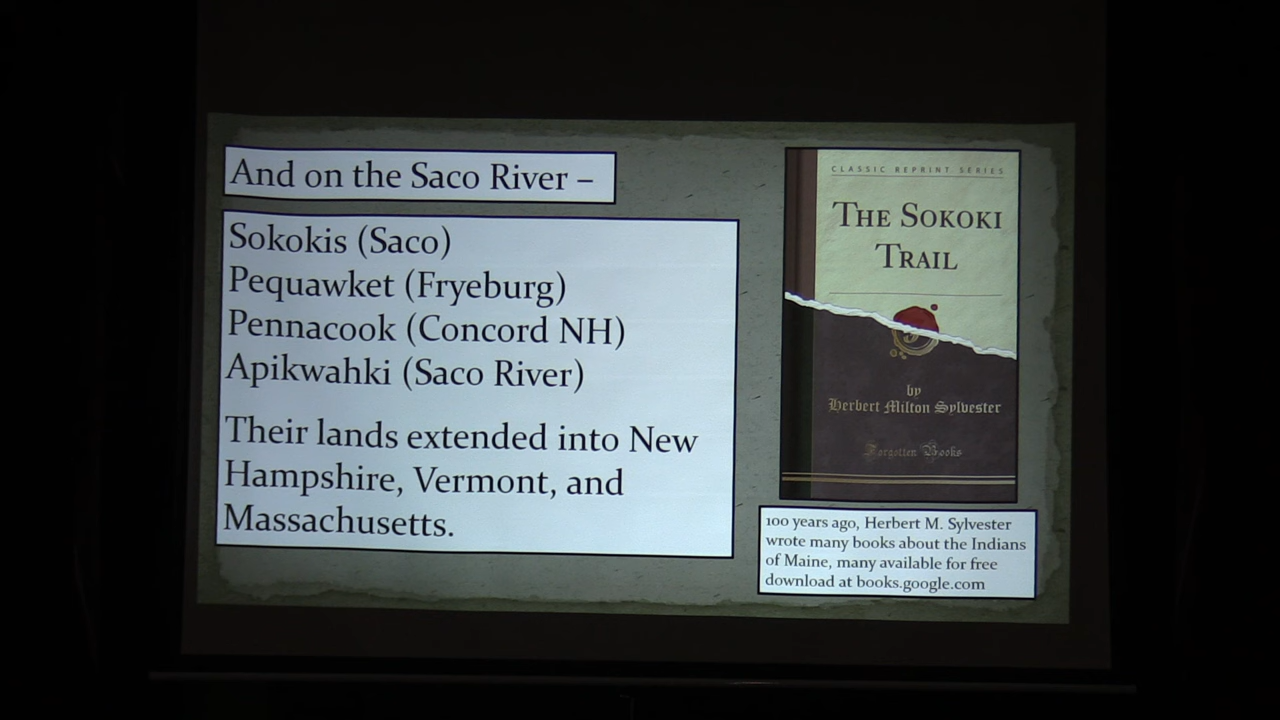 And on the Saco River –
Sokokis (Saco)
Pequawket (Fryeburg)
Pennacook (Concord NH)
Apikwahki (Saco River)
Their lands extended into New
Hampshire, Vermont, and
Massachusetts.
CLASSIC REPRINT SERIES
THE SOKOKI
TRAIL
by
Herbert Milton Sylvester
Forgotten Books
100 years ago, Herbert M. Sylvester
wrote many books about the Indians
of Maine, many available for free
download at books.google.com